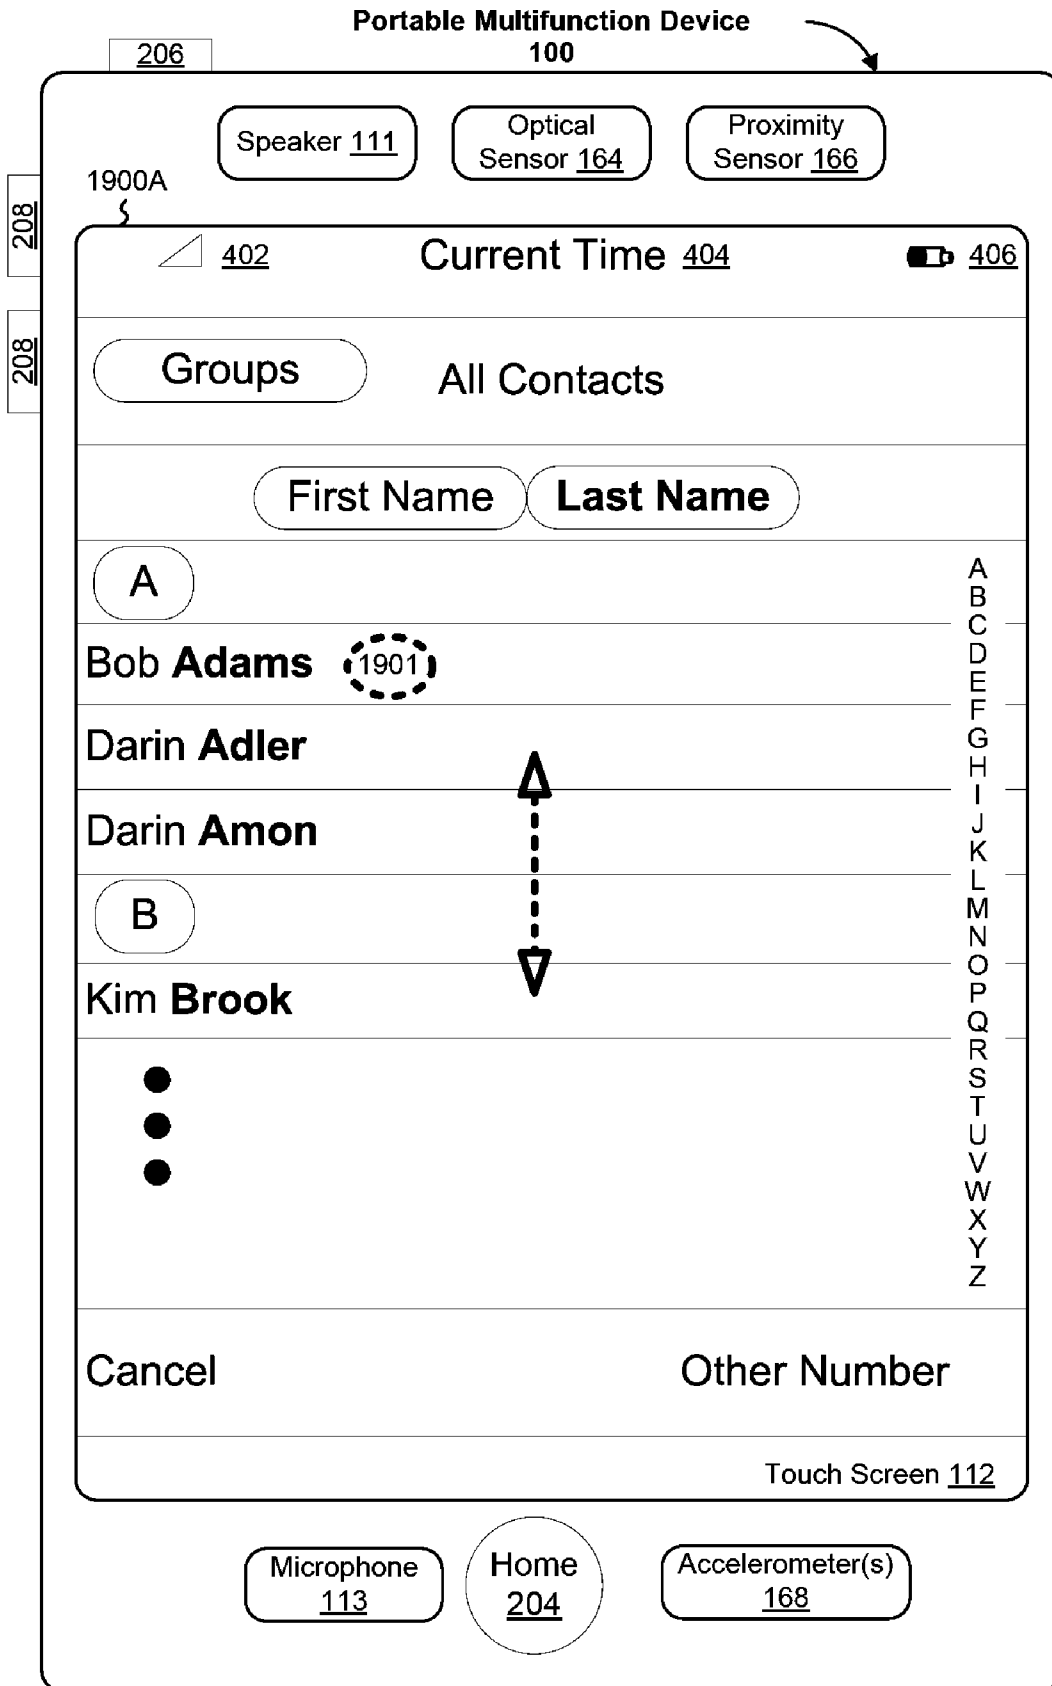 Portable Multifunction Device
100
206
Speaker 111
Optical
Sensor 164
Proximity
Sensor 166
1900A
208
208
402
Current Time 404
406
Groups
All Contacts
First Name
Last Name
A
Bob Adams
1901
Darin Adler
Darin Amon
B
Kim Brook
A
B
C
D
E
F
G
H
I
J
K
L
M
N
O
P
Q
R
S
T
U
V
W
X
Y
Z
Cancel
Other Number
Touch Screen 112
Microphone
113
Home
204
Accelerometer(s)
168